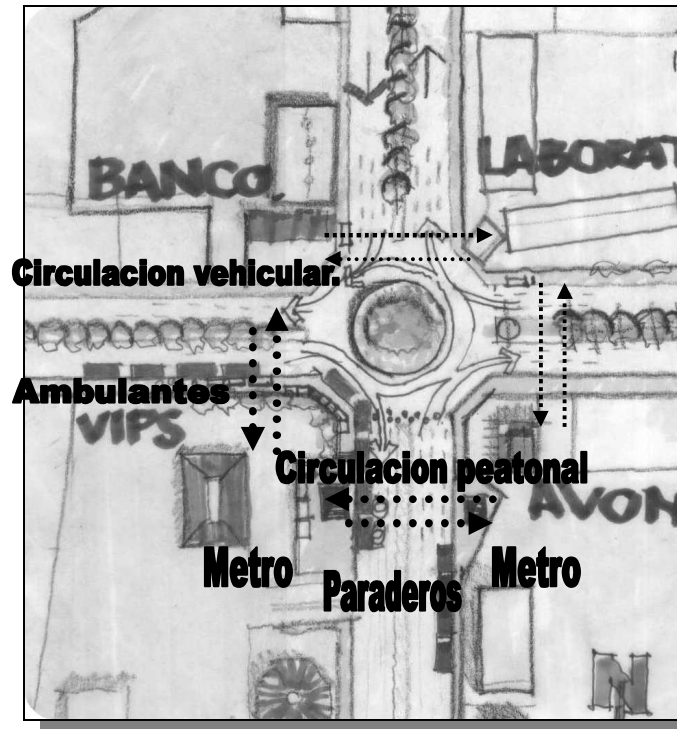 BANCO.
LABORAT
Circulacion vehicular.
Ambulantes
VIPS
Circulacion peatonal
AVON
Metro
Paraderos
Metro
N